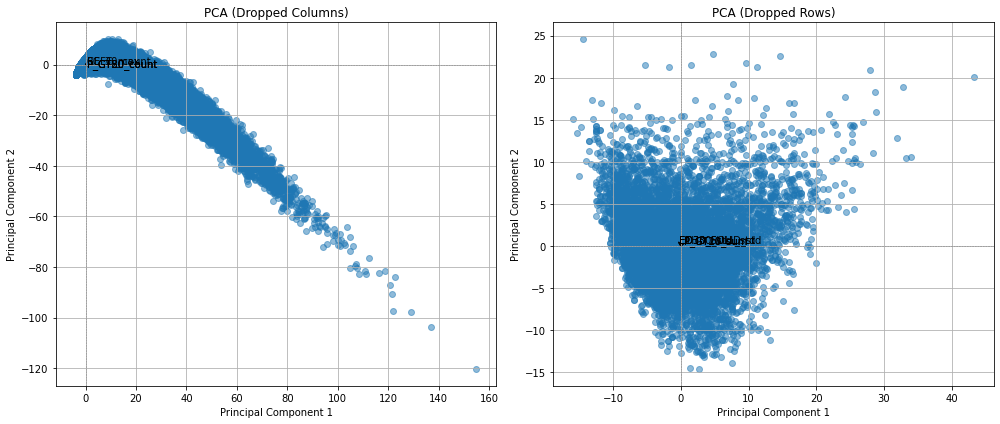 PCA (Dropped Columns)
Principal Component 2
0
−20
−40
−60
−80
−100
−120
0 20 40 60 80 100 120 140 160
Principal Component 1
PCA (Dropped Rows)
Principal Component 2
25
20
15
10
5
0
−5
−10
−15
−10 0 10 20 30 40
Principal Component 1